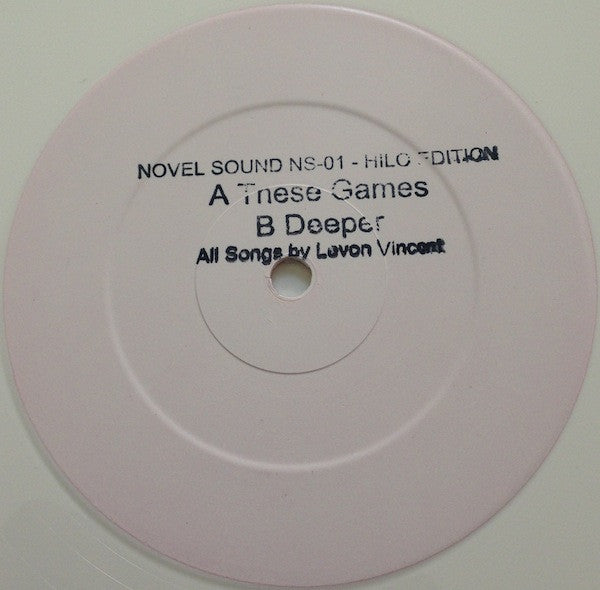 NOVEL SOUND NS-01 - HILO EDITION
A These Games
B Deeper
All Songs by Levon Vincent